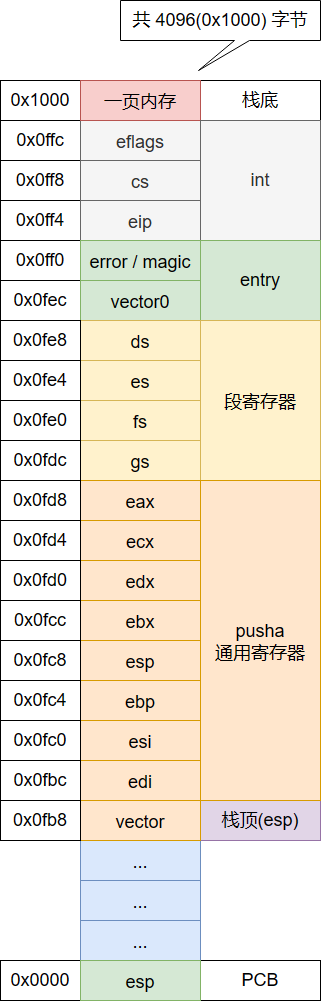 共 4096(0x1000) 字节
0x1000 一页内存 栈底
0x0ffc eflags
0x0ff8 cs int
0x0ff4 eip
0x0ff0 error / magic
entry
0x0fec vector0
0x0fe8 ds
0x0fe4 es
段寄存器
0x0fe0 fs
0x0fdc gs
0x0fd8 eax
0x0fd4 ecx
0x0fd0 edx
0x0fcc ebx
pusha
通用寄存器
0x0fc8 esp
0x0fc4 ebp
0x0fc0 esi
0x0fbc edi
0x0fb8 vector 栈顶(esp)
...
...
...
0x0000 esp PCB